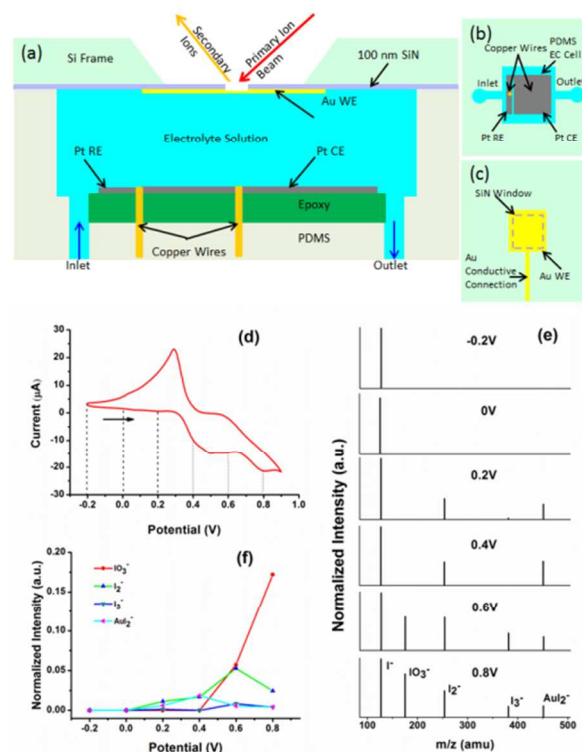 (a)
Si Frame
Secondary
Ions
Primary Ion
Beam
100 nm SiN
Au WE
Electrolyte Solution
Pt RE
Pt CE
Epoxy
Copper Wires
PDMS
Inlet
Outlet
(b)
PDMS
EC Cell
Copper Wires
Inlet
Outlet
Pt RE
Pt CE
(c)
SiN Window
Au
Conductive
Connection
Au WE
(d)
Current (μA)
30
20
10
0
-10
-20
-30
-0.2 0.0 0.2 0.4 0.6 0.8 1.0
Potential (V)
(e)
Normalized Intensity (a.u.)
-0.2V
0V
0.2V
0.4V
0.6V
0.8V
I⁻
IO₃⁻
I₂⁻
I₃⁻
AuI₂⁻
100 200 300 400 500
m/z (amu)
(f)
Normalized Intensity (a.u.)
0.20
0.15
0.10
0.05
0.00
IO₃⁻
I₂⁻
I₃⁻
AuI₂⁻
-0.2 0.0 0.2 0.4 0.6 0.8
Potential (V)